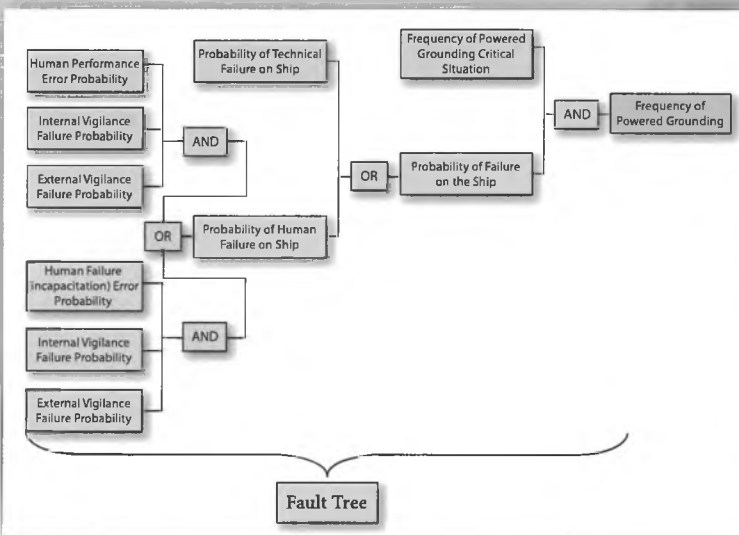 Human Performance
Error Probability
Internal Vigilance
Failure Probability
External Vigilance
Failure Probability
AND
Human Failure
incapacitation) Error
Probability
Internal Vigilance
Failure Probability
External Vigilance
Failure Probability
AND
OR
Probability of Technical
Failure on Ship
Probability of Human
Failure on Ship
OR
Frequency of Powered
Grounding Critical
Situation
Probability of Failure
on the Ship
AND
Frequency of
Powered Grounding
Fault Tree